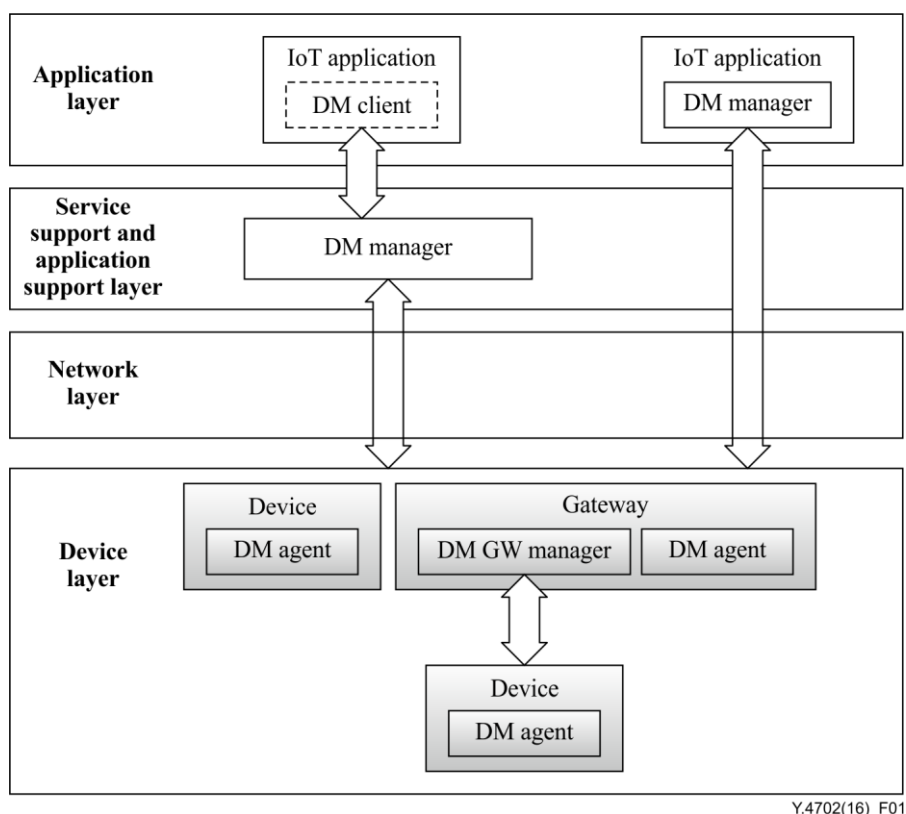 Application
layer
IoT application
DM client
IoT application
DM manager
Service
support and
application
support layer
DM manager
Network
layer
Device
layer
Device
DM agent
Gateway
DM GW manager
DM agent
Device
DM agent
Y.4702(16)_F01